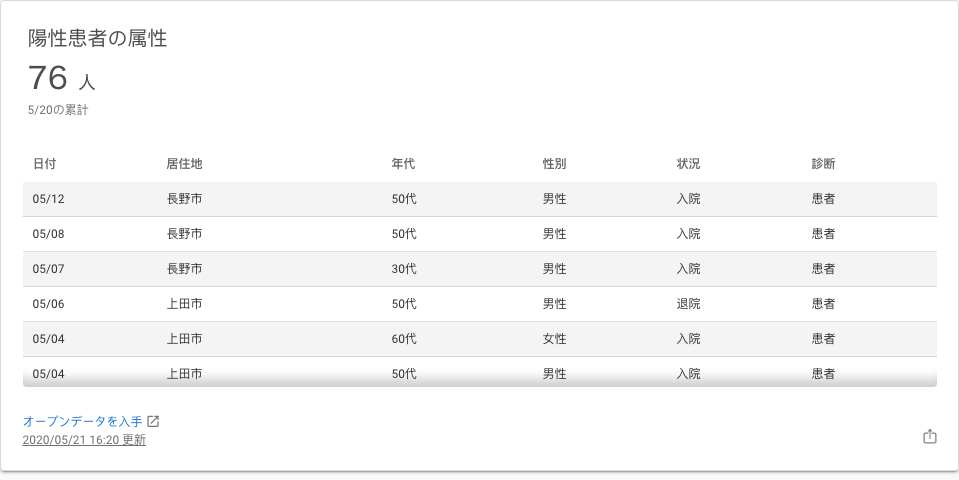 陽性患者の属性
76 人
5/20の累計
日付 居住地 年代 性別 状況 診断
05/12 長野市 50代 男性 入院 患者
05/08 長野市 50代 男性 入院 患者
05/07 長野市 30代 男性 入院 患者
05/06 上田市 50代 男性 退院 患者
05/04 上田市 60代 女性 入院 患者
05/04 上田市 50代 男性 入院 患者
オープンデータを入手
2020/05/21 16:20 更新